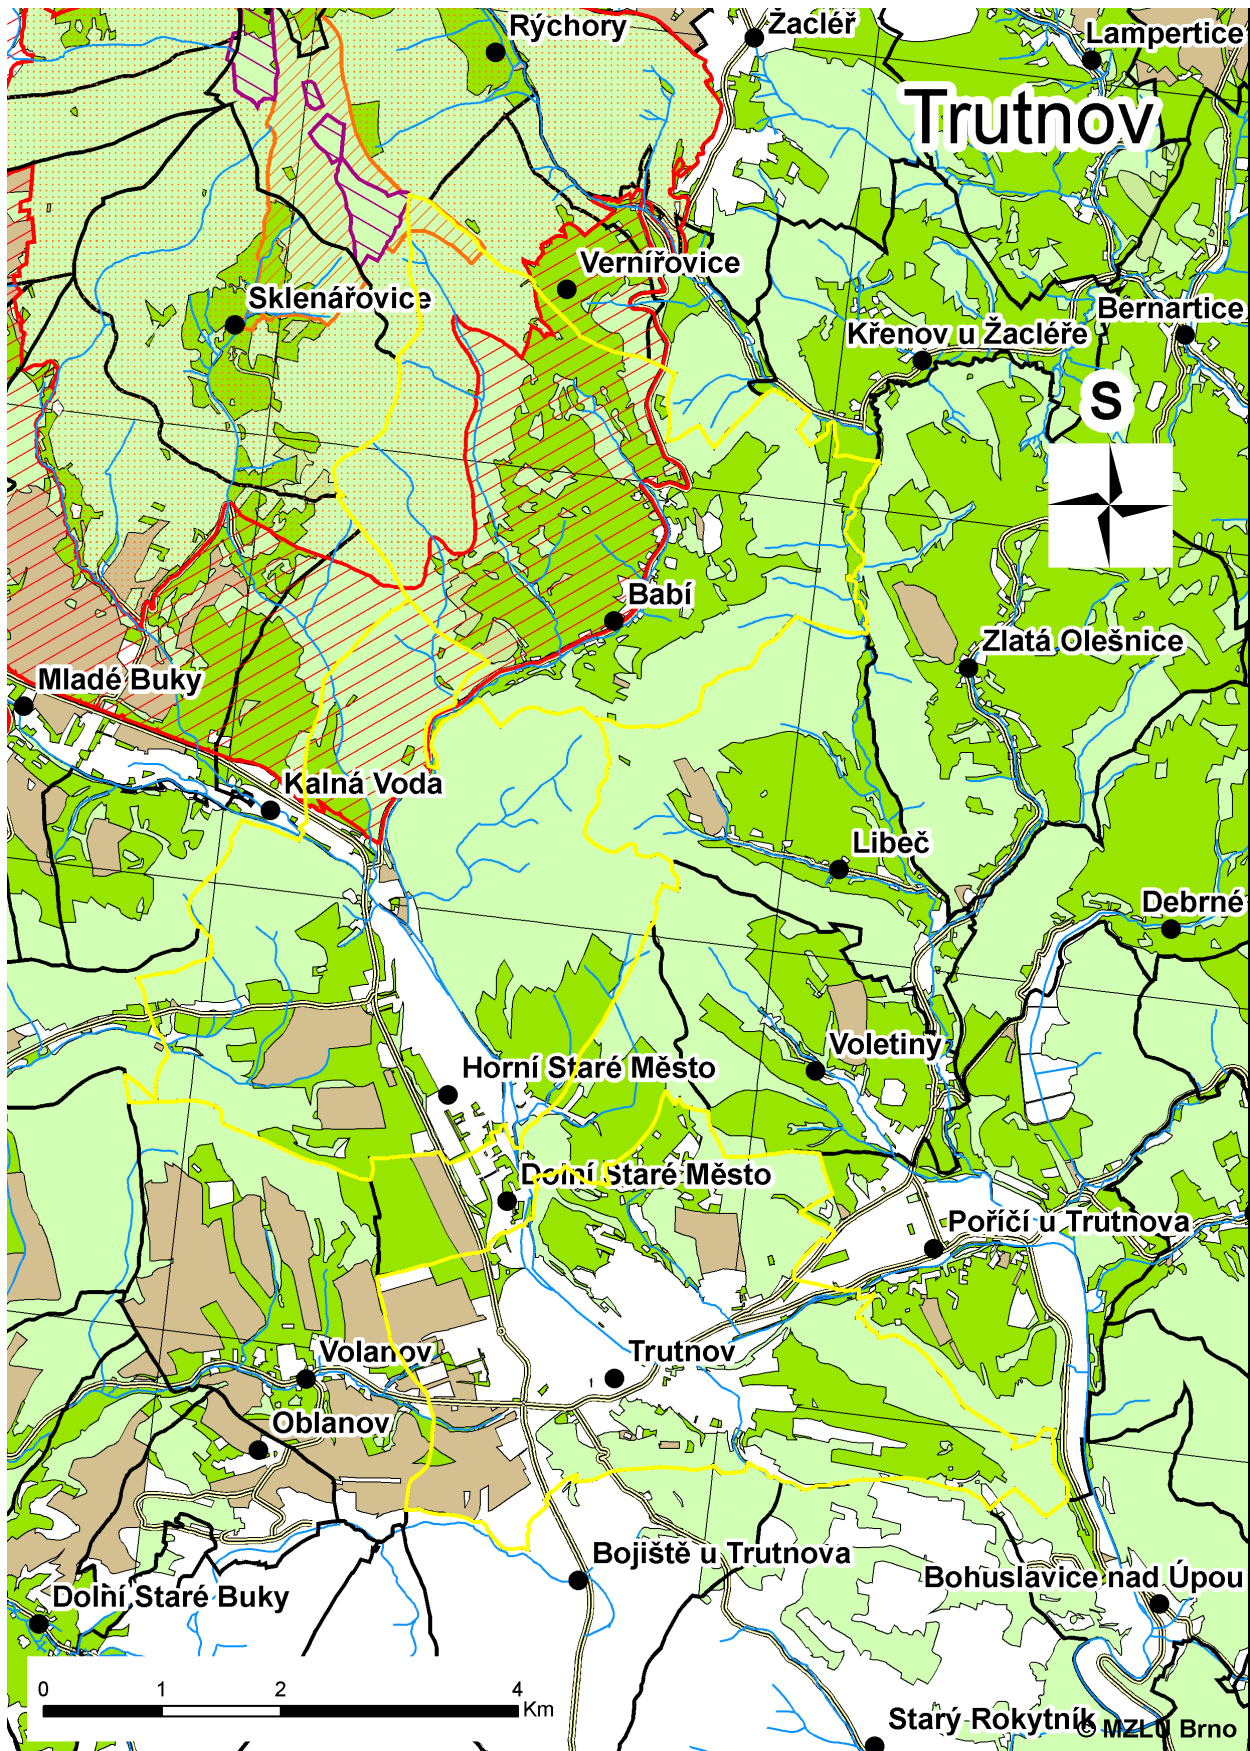 Rýchory
Žacléř
Lampertice
Trutnov
Vernířovice
Sklenářovice
Bernartice
Křenov u Žacléře
S
Babí
Zlatá Olešnice
Mladé Buky
Kalná Voda
Libeč
Debrné
Voletiny
Horní Staré Město
Dolní Staré Město
Poříčí u Trutnova
Volanov
Trutnov
1
Oblanov
Bojiště u Trutnova
Bohuslavice nad Úpou
Dolní Staré Buky
0 1 2 4
Km
Starý Rokytník
© MZLU Brno